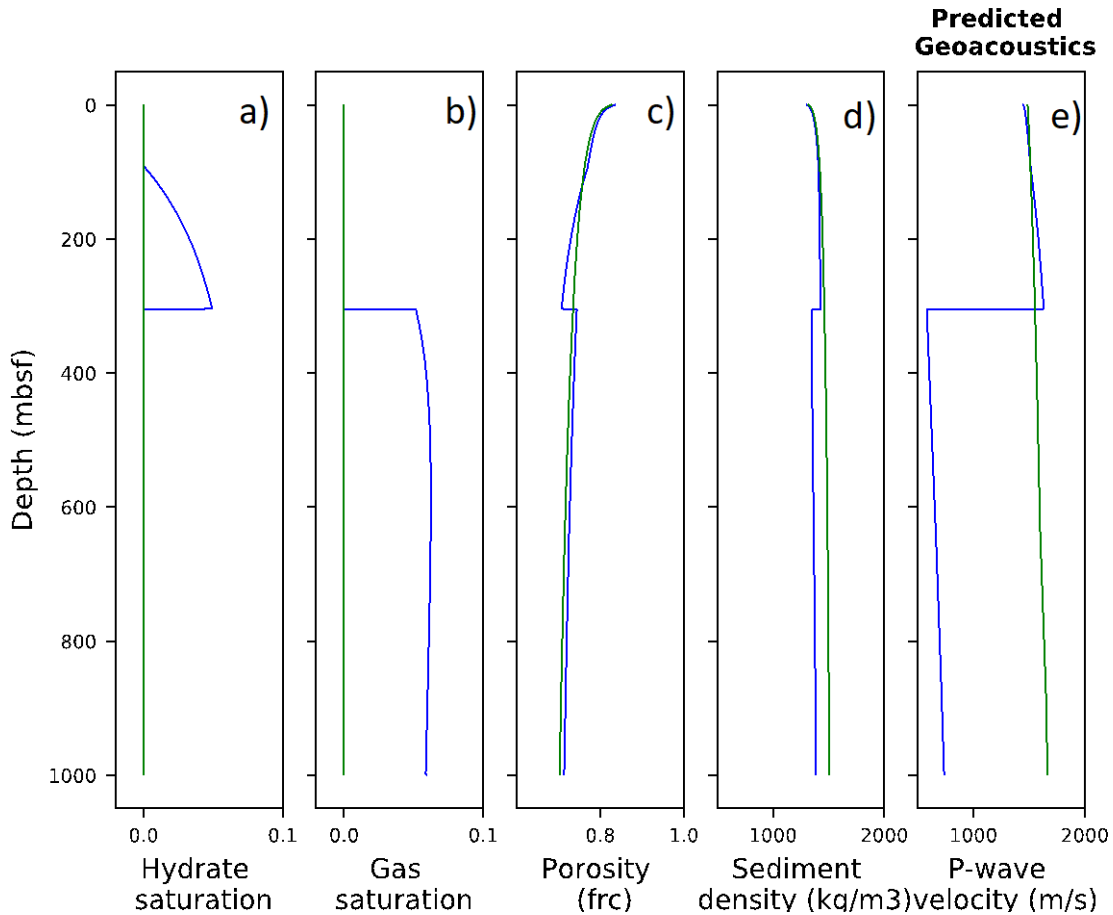 Predicted
Geoacoustics
a)
b)
c)
d)
e)
0
200
400
600
800
1000
Depth (mbsf)
0.0 0.1
0.0 0.1
0.8 1.0
1000 2000
1000 2000
Hydrate
saturation
Gas
saturation
Porosity
(frc)
Sediment
density (kg/m3)
P-wave
velocity (m/s)